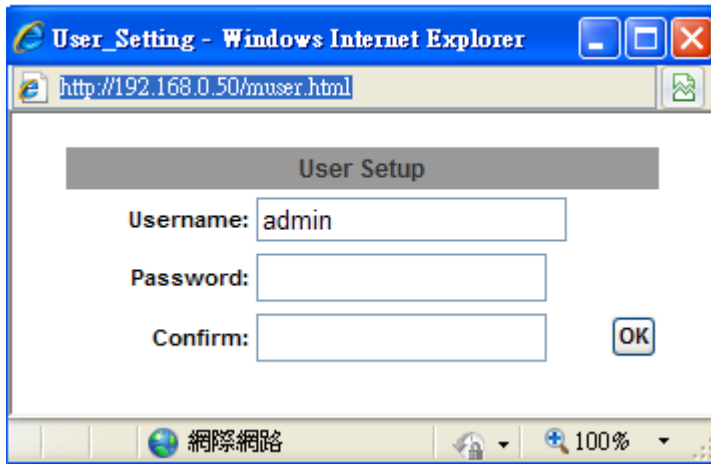 User_Setting - Windows Internet Explorer
http://192.168.0.50/muser.html
User Setup
Username: admin
Password:
Confirm:
OK
網際網路
100%